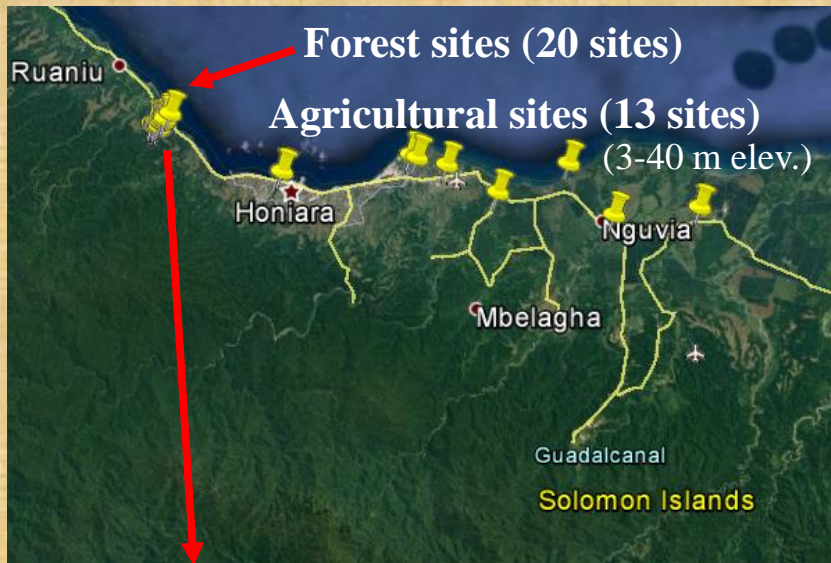 Forest sites (20 sites)
Ruaniu
Agricultural sites (13 sites)
(3-40 m elev.)
Honiara
Nguvia
Mbelagha
Guadalcanal
Solomon Islands